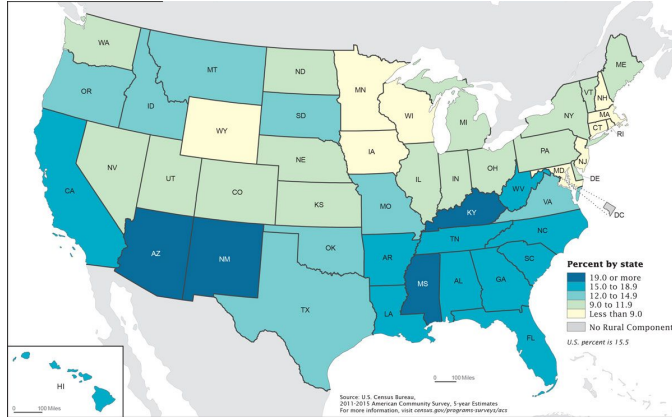 WA
MT
ND
MN
ME
OR
ID
SD
WI
VT
NH
NY
MA
CT
RI
MI
WY
IA
PA
NJ
NE
NV
UT
CO
IL
IN
OH
MD
DE
CA
KS
MO
WV
VA
DC
KY
AZ
NM
OK
AR
TN
NC
SC
MS
AL
GA
TX
LA
FL
HI
Percent by state
19.0 or more
15.0 to 18.9
12.0 to 14.9
9.0 to 11.9
Less than 9.0
No Rural Component
U.S. percent is 15.5
0 100 Miles
0 100 Miles
Source: U.S. Census Bureau,
2011-2015 American Community Survey, 5-year Estimates
For more information, visit census.gov/programs-surveys/acs